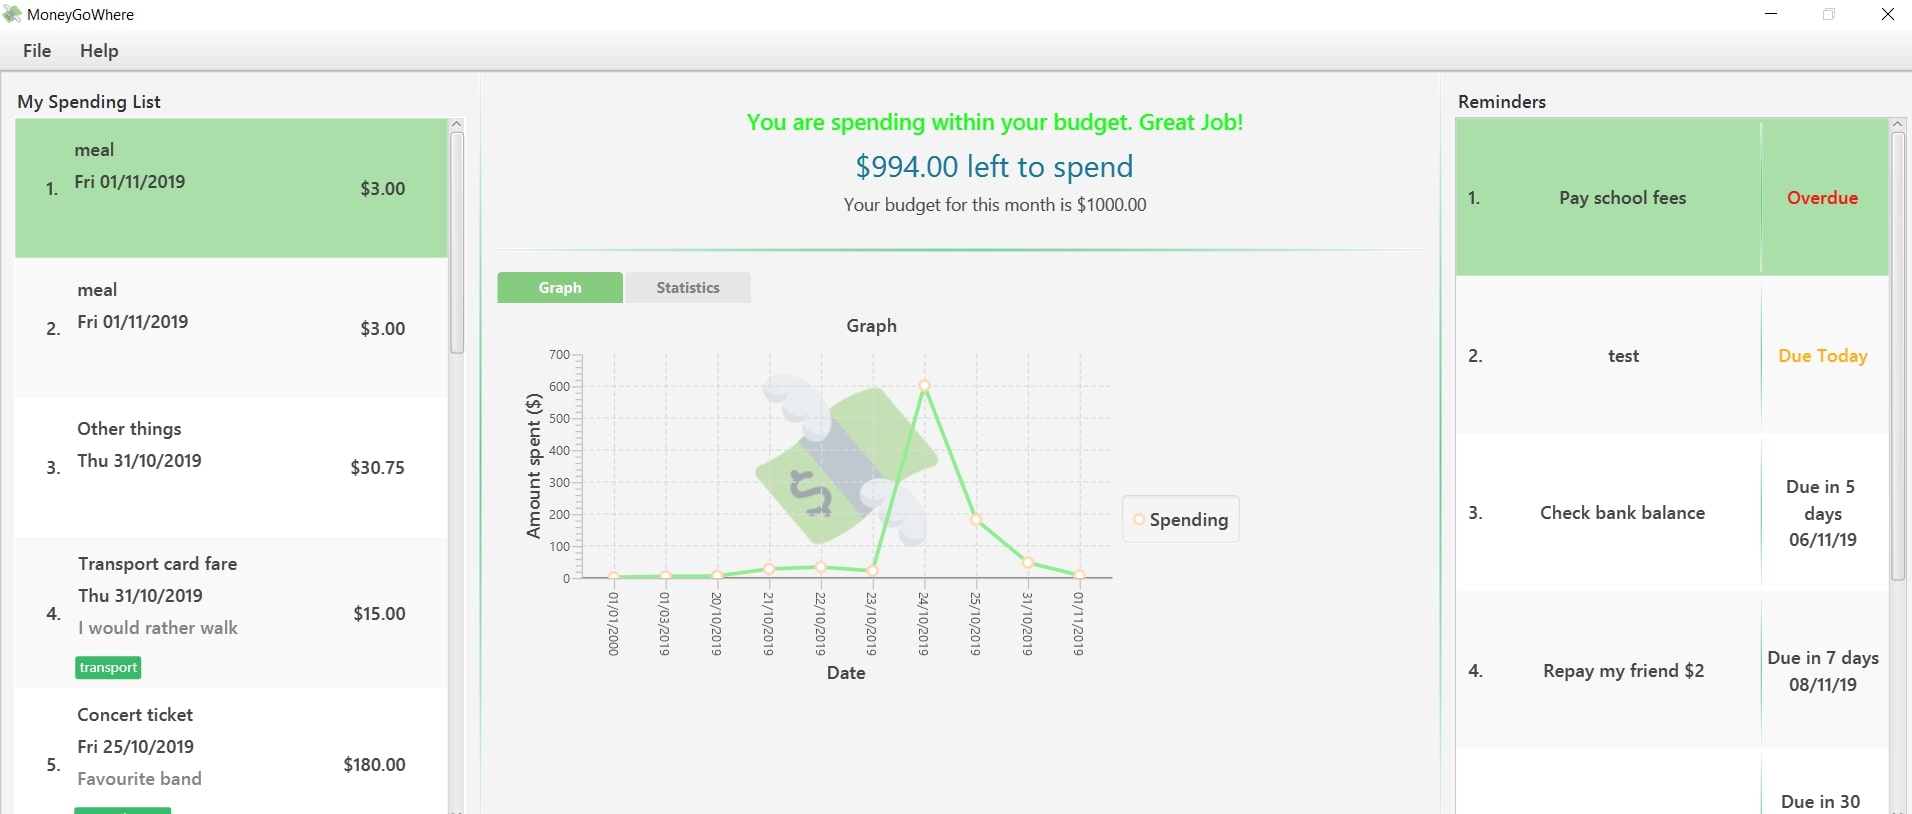 MoneyGoWhere
File Help
My Spending List
1.
meal
Fri 01/11/2019
$3.00
2.
meal
Fri 01/11/2019
$3.00
3.
Other things
Thu 31/10/2019
$30.75
4.
Transport card fare
Thu 31/10/2019
I would rather walk
$15.00
transport
5.
Concert ticket
Fri 25/10/2019
Favourite band
$180.00
You are spending within your budget. Great Job!
$994.00 left to spend
Your budget for this month is $1000.00
Graph Statistics
Graph
Amount spent ($)
700
600
500
400
300
200
100
0
01/01/2000
01/03/2019
20/10/2019
21/10/2019
22/10/2019
23/10/2019
24/10/2019
25/10/2019
31/10/2019
01/11/2019
Date
Spending
Reminders
1. Pay school fees Overdue
2. test Due Today
3. Check bank balance
Due in 5
days
06/11/19
4. Repay my friend $2
Due in 7 days
08/11/19
Due in 30